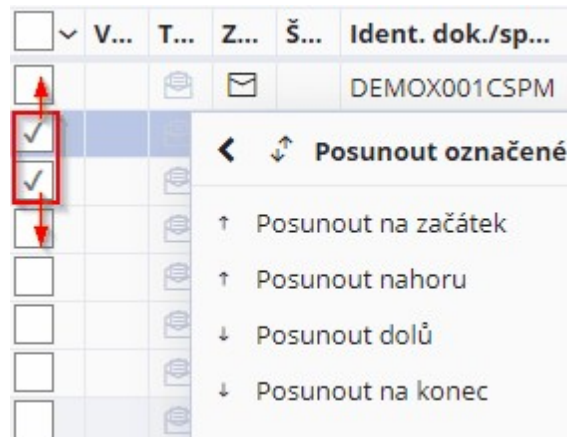 V... T... Z... Š... Ident. dok./sp...
DEMOX001CSPM
Posunout označené
Posunout na začátek
Posunout nahoru
Posunout dolů
Posunout na konec